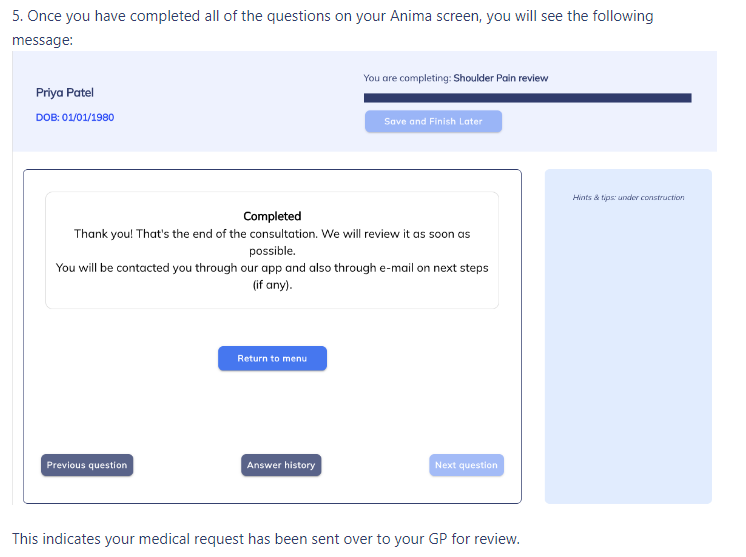 5. Once you have completed all of the questions on your Anima screen, you will see the following
message:
Priya Patel
DOB: 01/01/1980
You are completing: Shoulder Pain review
Save and Finish Later
Completed
Thank you! That's the end of the consultation. We will review it as soon as
possible.
You will be contacted you through our app and also through e-mail on next steps
(if any).
Return to menu
Previous question
Answer history
Next question
Hints & tips: under construction
This indicates your medical request has been sent over to your GP for review.